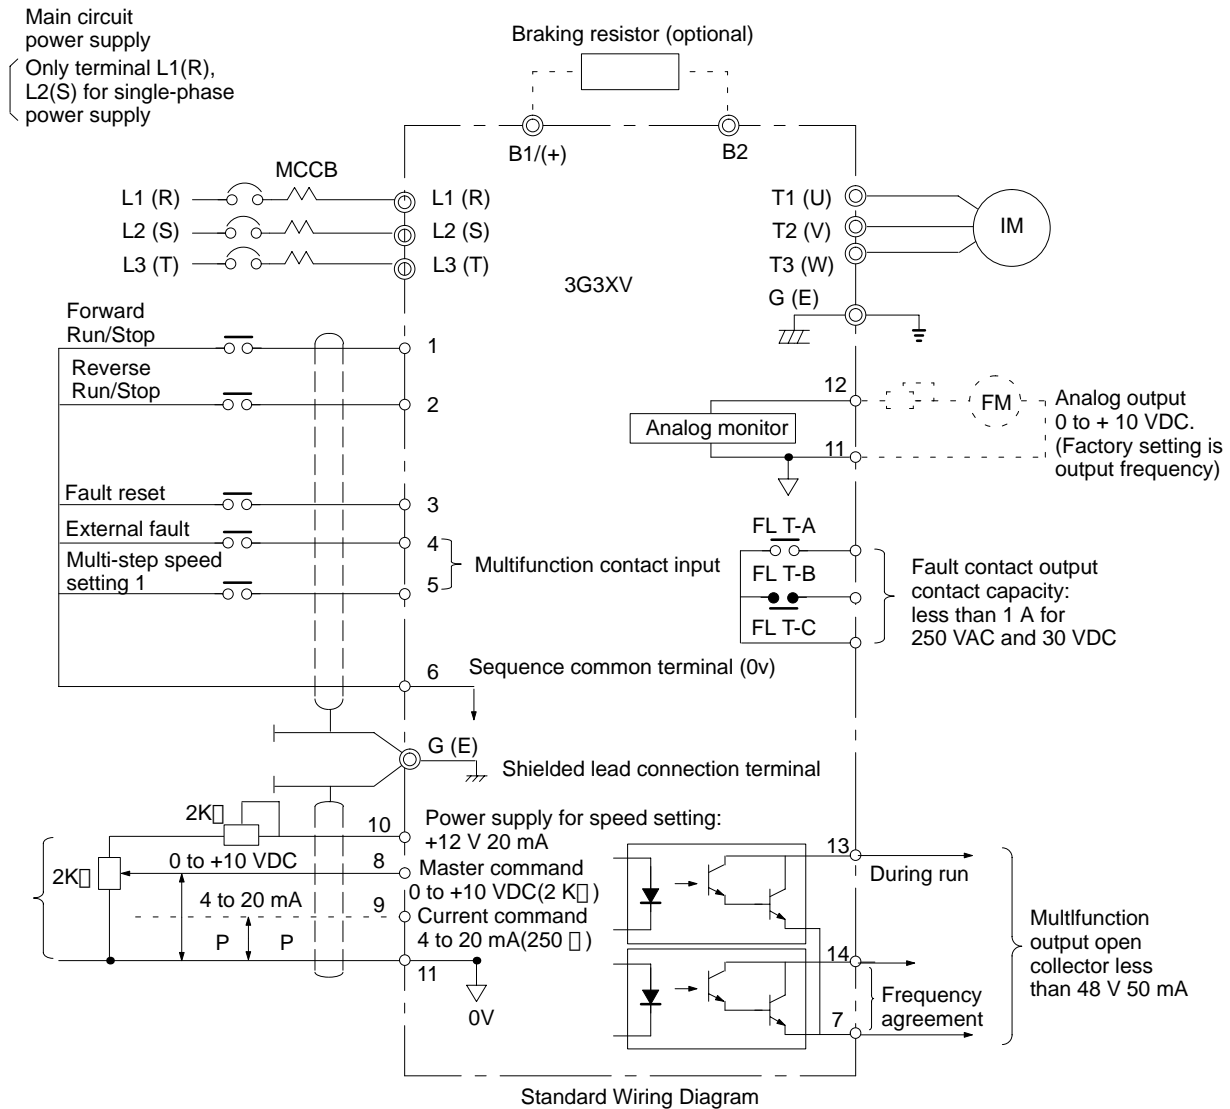 Main circuit
power supply
Only terminal L1(R),
L2(S) for single-phase
power supply
Braking resistor (optional)
B1/(+)
B2
MCCB
L1 (R)
L1 (R)
L2 (S)
L2 (S)
L3 (T)
L3 (T)
3G3XV
T1 (U)
T2 (V)
T3 (W)
IM
G (E)
Forward
Run/Stop
1
Reverse
Run/Stop
2
Fault reset
3
External fault
4
Multi-step speed
setting 1
5
Multifunction contact input
6
Sequence common terminal (0v)
12
Analog monitor
11
FM
Analog output
0 to + 10 VDC.
(Factory setting is
output frequency)
FL T-A
FL T-B
FL T-C
Fault contact output
contact capacity:
less than 1 A for
250 VAC and 30 VDC
G (E)
Shielded lead connection terminal
2K▯
10
Power supply for speed setting:
+12 V 20 mA
2K▯
0 to +10 VDC
8
Master command
0 to +10 VDC(2 K▯)
4 to 20 mA
9
Current command
4 to 20 mA(250 ▯)
P
P
11
0V
13
During run
14
Frequency
agreement
7
Multlfunction
output open
collector less
than 48 V 50 mA
Standard Wiring Diagram